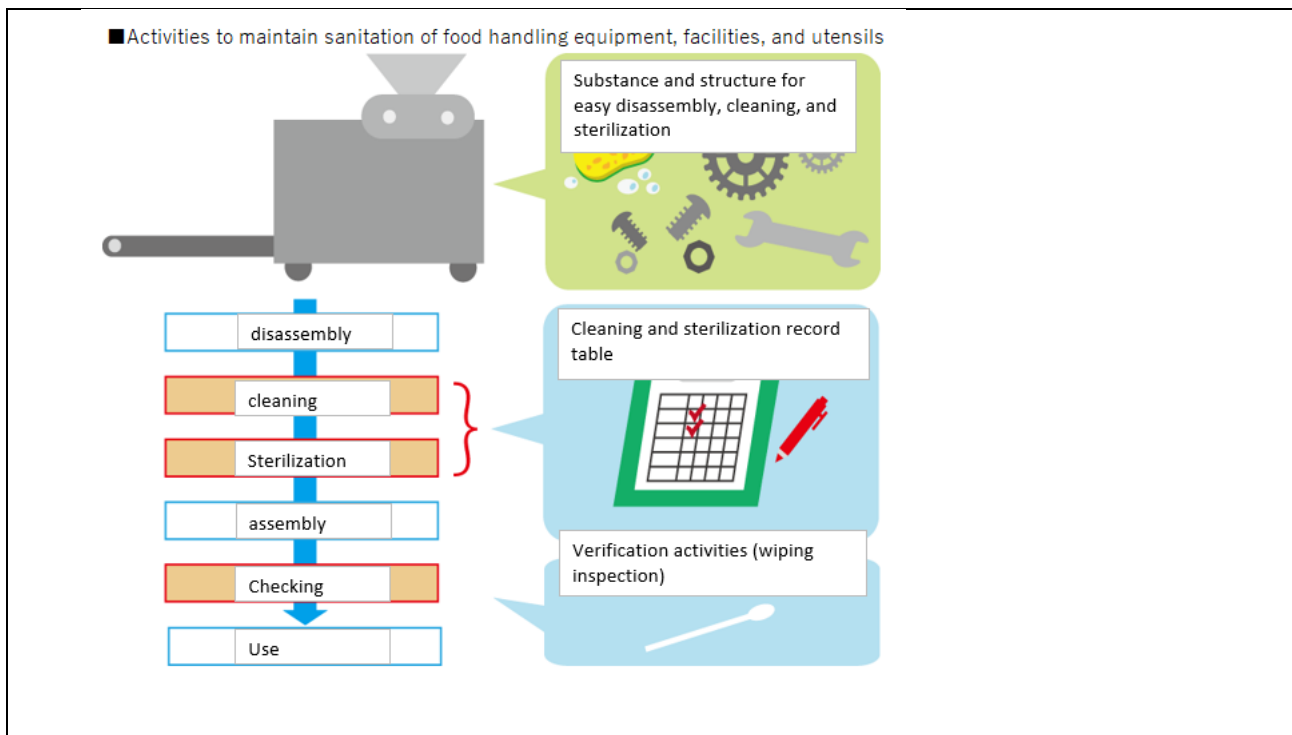 ■Activities to maintain sanitation of food handling equipment, facilities, and utensils
Substance and structure for
easy disassembly, cleaning, and
sterilization
disassembly
cleaning
Sterilization
assembly
Checking
Use
Cleaning and sterilization record
table
Verification activities (wiping
inspection)